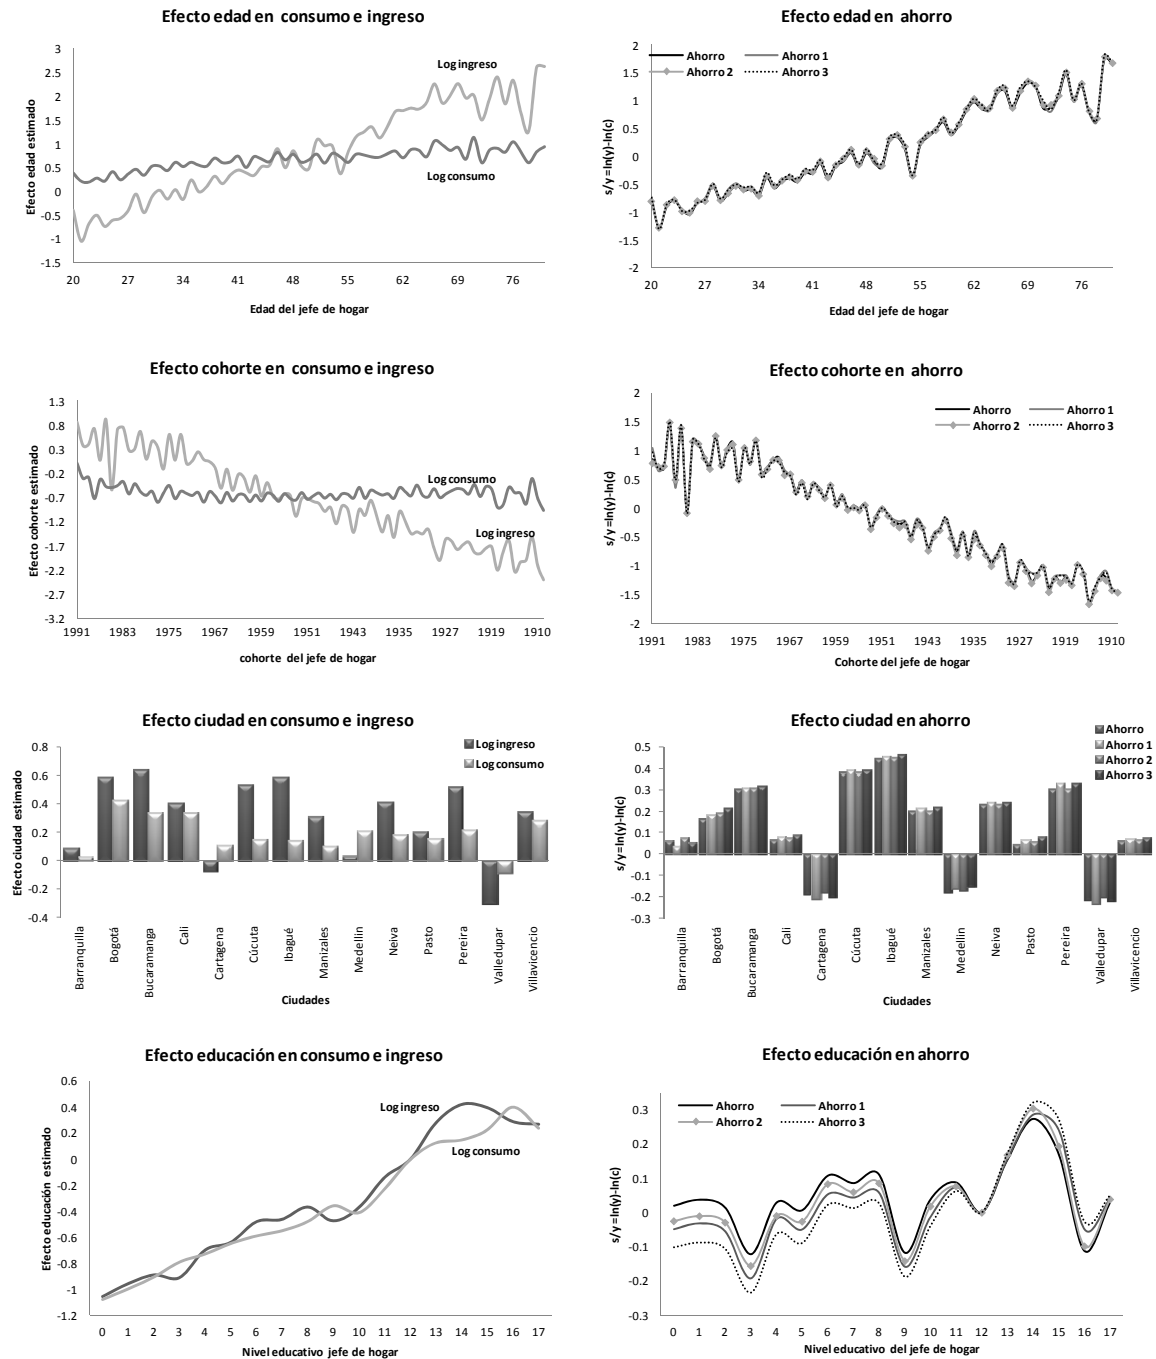 Efecto edad en consumo e ingreso
Efecto edad estimado
3
2.5
2
1.5
1
0.5
0
-0.5
-1
-1.5
Log ingreso
Log consumo
20 27 34 41 48 55 62 69 76
Edad del jefe de hogar
Efecto edad en ahorro
s/y=ln(y)-ln(c)
2
1.5
1
0.5
0
-0.5
-1
-1.5
-2
Ahorro Ahorro 1
Ahorro 2 Ahorro 3
20 27 34 41 48 55 62 69 76
Edad del jefe de hogar
Efecto cohorte en consumo e ingreso
Efecto cohorte estimado
1.3
0.8
0.3
-0.2
-0.7
-1.2
-1.7
-2.2
-2.7
-3.2
Log consumo
Log ingreso
1991 1983 1975 1967 1959 1951 1943 1935 1927 1919 1910
cohorte del jefe de hogar
Efecto cohorte en ahorro
s/y=ln(y)-ln(c)
2
1.5
1
0.5
0
-0.5
-1
-1.5
-2
Ahorro Ahorro 1
Ahorro 2 Ahorro 3
1991 1983 1975 1967 1959 1951 1943 1935 1927 1919 1910
Cohorte del jefe de hogar
Efecto ciudad en consumo e ingreso
Efecto ciudad estimado
0.8
0.6
0.4
0.2
0
-0.2
-0.4
Log ingreso
Log consumo
Barranquilla
Bogotá
Bucaramanga
Cali
Cartagena
Cúcuta
Ibagué
Manizales
Medellín
Neiva
Pasto
Pereira
Valledupar
Villavicencio
Ciudades
Efecto ciudad en ahorro
s/y=ln(y)-ln(c)
0.5
0.4
0.3
0.2
0.1
0
-0.1
-0.2
-0.3
Ahorro
Ahorro 1
Ahorro 2
Ahorro 3
Barranquilla
Bogotá
Bucaramanga
Cali
Cartagena
Cúcuta
Ibagué
Manizales
Medellín
Neiva
Pasto
Pereira
Valledupar
Villavicencio
Ciudades
Efecto educación en consumo e ingreso
Efecto educación estimado
0.6
0.4
0.2
0
-0.2
-0.4
-0.6
-0.8
-1
-1.2
Log ingreso
Log consumo
0 1 2 3 4 5 6 7 8 9 10 11 12 13 14 15 16 17
Nivel educativo jefe de hogar
Efecto educación en ahorro
s/y=ln(y)-ln(c)
0.3
0.2
0.1
0.0
-0.1
-0.2
-0.3
Ahorro Ahorro 1
Ahorro 2 Ahorro 3
0 1 2 3 4 5 6 7 8 9 10 11 12 13 14 15 16 17
Nivel educativo del jefe de hogar